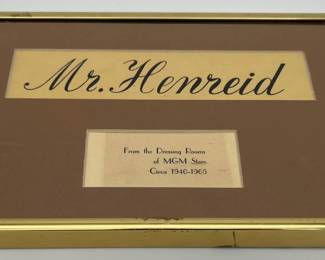 Mr. Henreid
From the Dressing Rooms
of MGM Stars
Circa 1940-1965